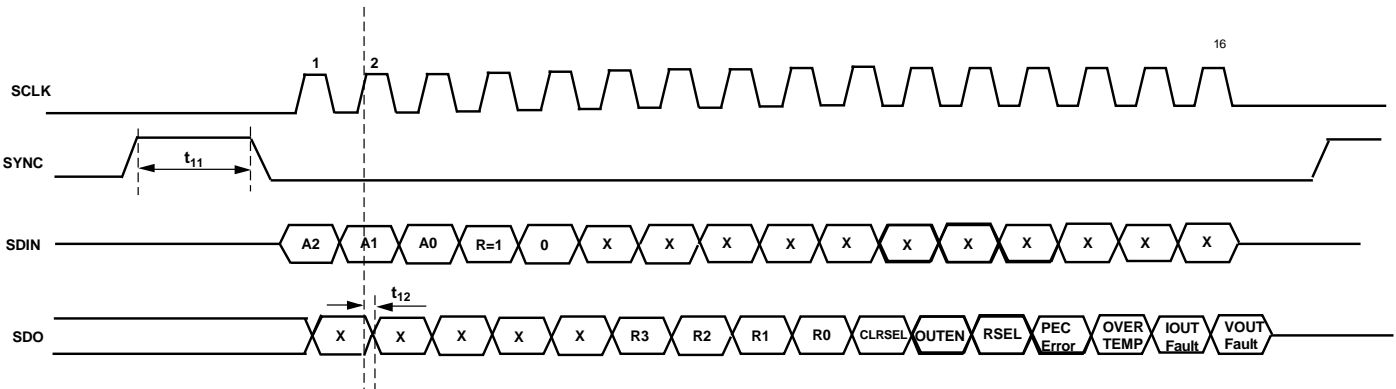 1 2 16
SCLK
SYNC
t11
SDIN A2 A1 A0 R=1 0 X X X X X X X X X X X
t12
SDO X X X X X R3 R2 R1 R0 CLRSEL OUTEN RSEL PEC Error OVER TEMP IOUT Fault VOUT Fault